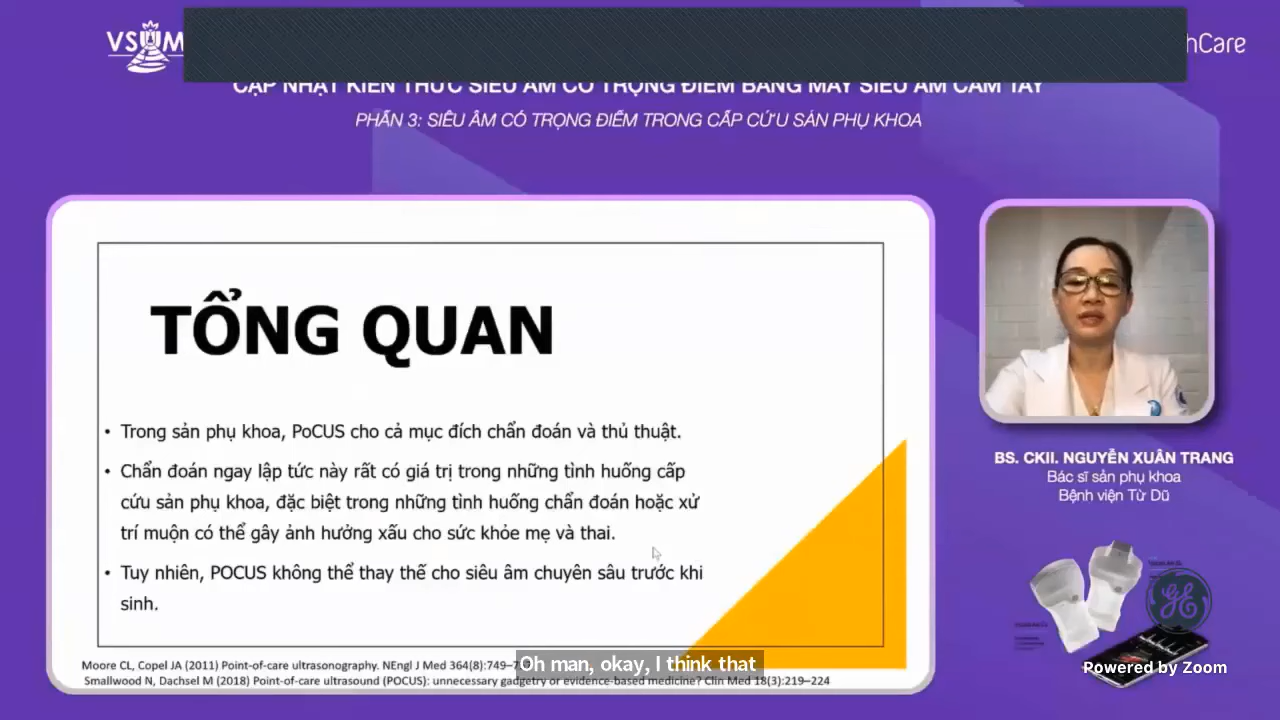 VSUM
hCare
CẬP NHẬT KIẾN THỨC SIÊU ÂM CÓ TRỌNG ĐIỂM BẰNG MÁY SIÊU ÂM CẦM TAY
PHẦN 3: SIÊU ÂM CÓ TRỌNG ĐIỂM TRONG CẤP CỨU SẢN PHỤ KHOA
TỔNG QUAN
• Trong sản phụ khoa, PoCUS cho cả mục đích chẩn đoán và thủ thuật.
• Chẩn đoán ngay lập tức này rất có giá trị trong những tình huống cấp
cứu sản phụ khoa, đặc biệt trong những tình huống chẩn đoán hoặc xử
trí muộn có thể gây ảnh hưởng xấu cho sức khỏe mẹ và thai.
• Tuy nhiên, POCUS không thể thay thế cho siêu âm chuyên sâu trước khi
sinh.
Moore CL, Copel JA (2011) Point-of-care ultrasonography. NEngl J Med 364(8):749–7
Smallwood N, Dachsel M (2018) Point-of-care ultrasound (POCUS): unnecessary gadgetry or evidence-based medicine? Clin Med 18(3):219–224
Oh man, okay, I think that
BS. CKII. NGUYỄN XUÂN TRANG
Bác sĩ sản phụ khoa
Bệnh viện Từ Dũ
GE
Powered by Zoom